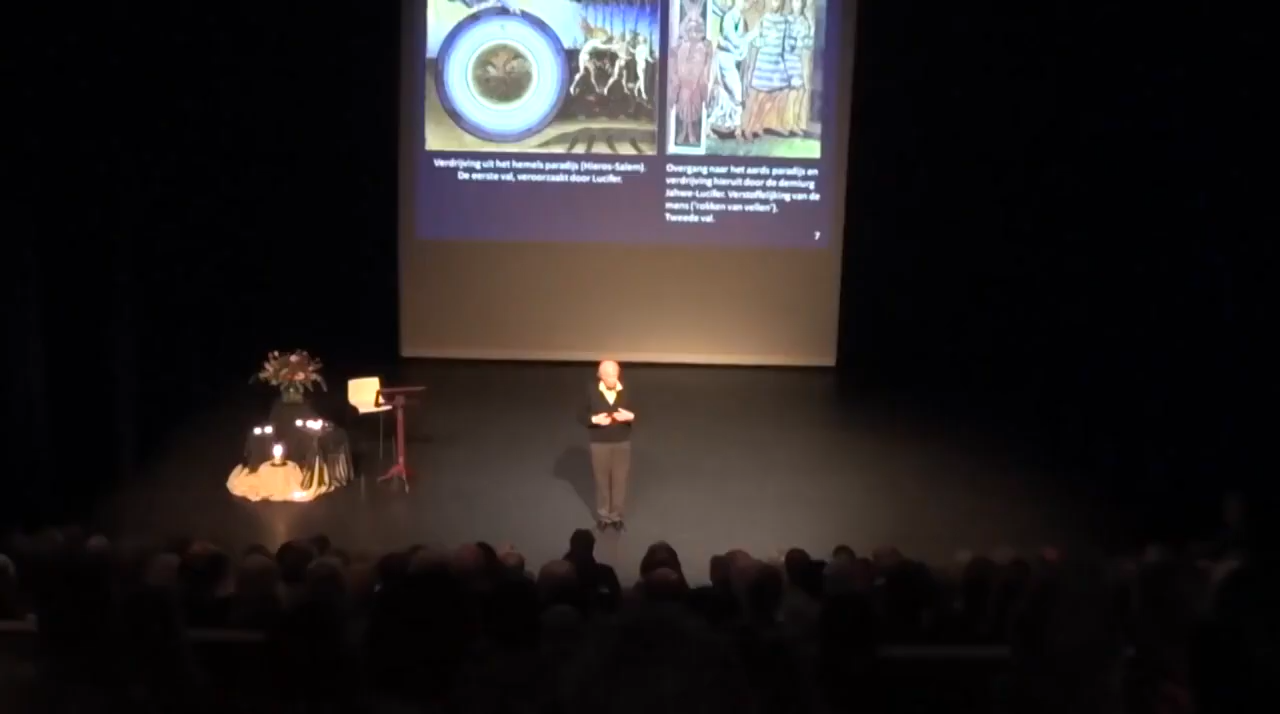 Verdrijving uit het hemels paradijs (Hieros-Salem).
De eerste val, veroorzaakt door Lucifer.
Overgang naar het aards paradijs en
verdrijving hieruit door de demiurg
Jahwe-Lucifer. Verstoffelijking van de
mens ("rokken van vellen").
Tweede val.
7